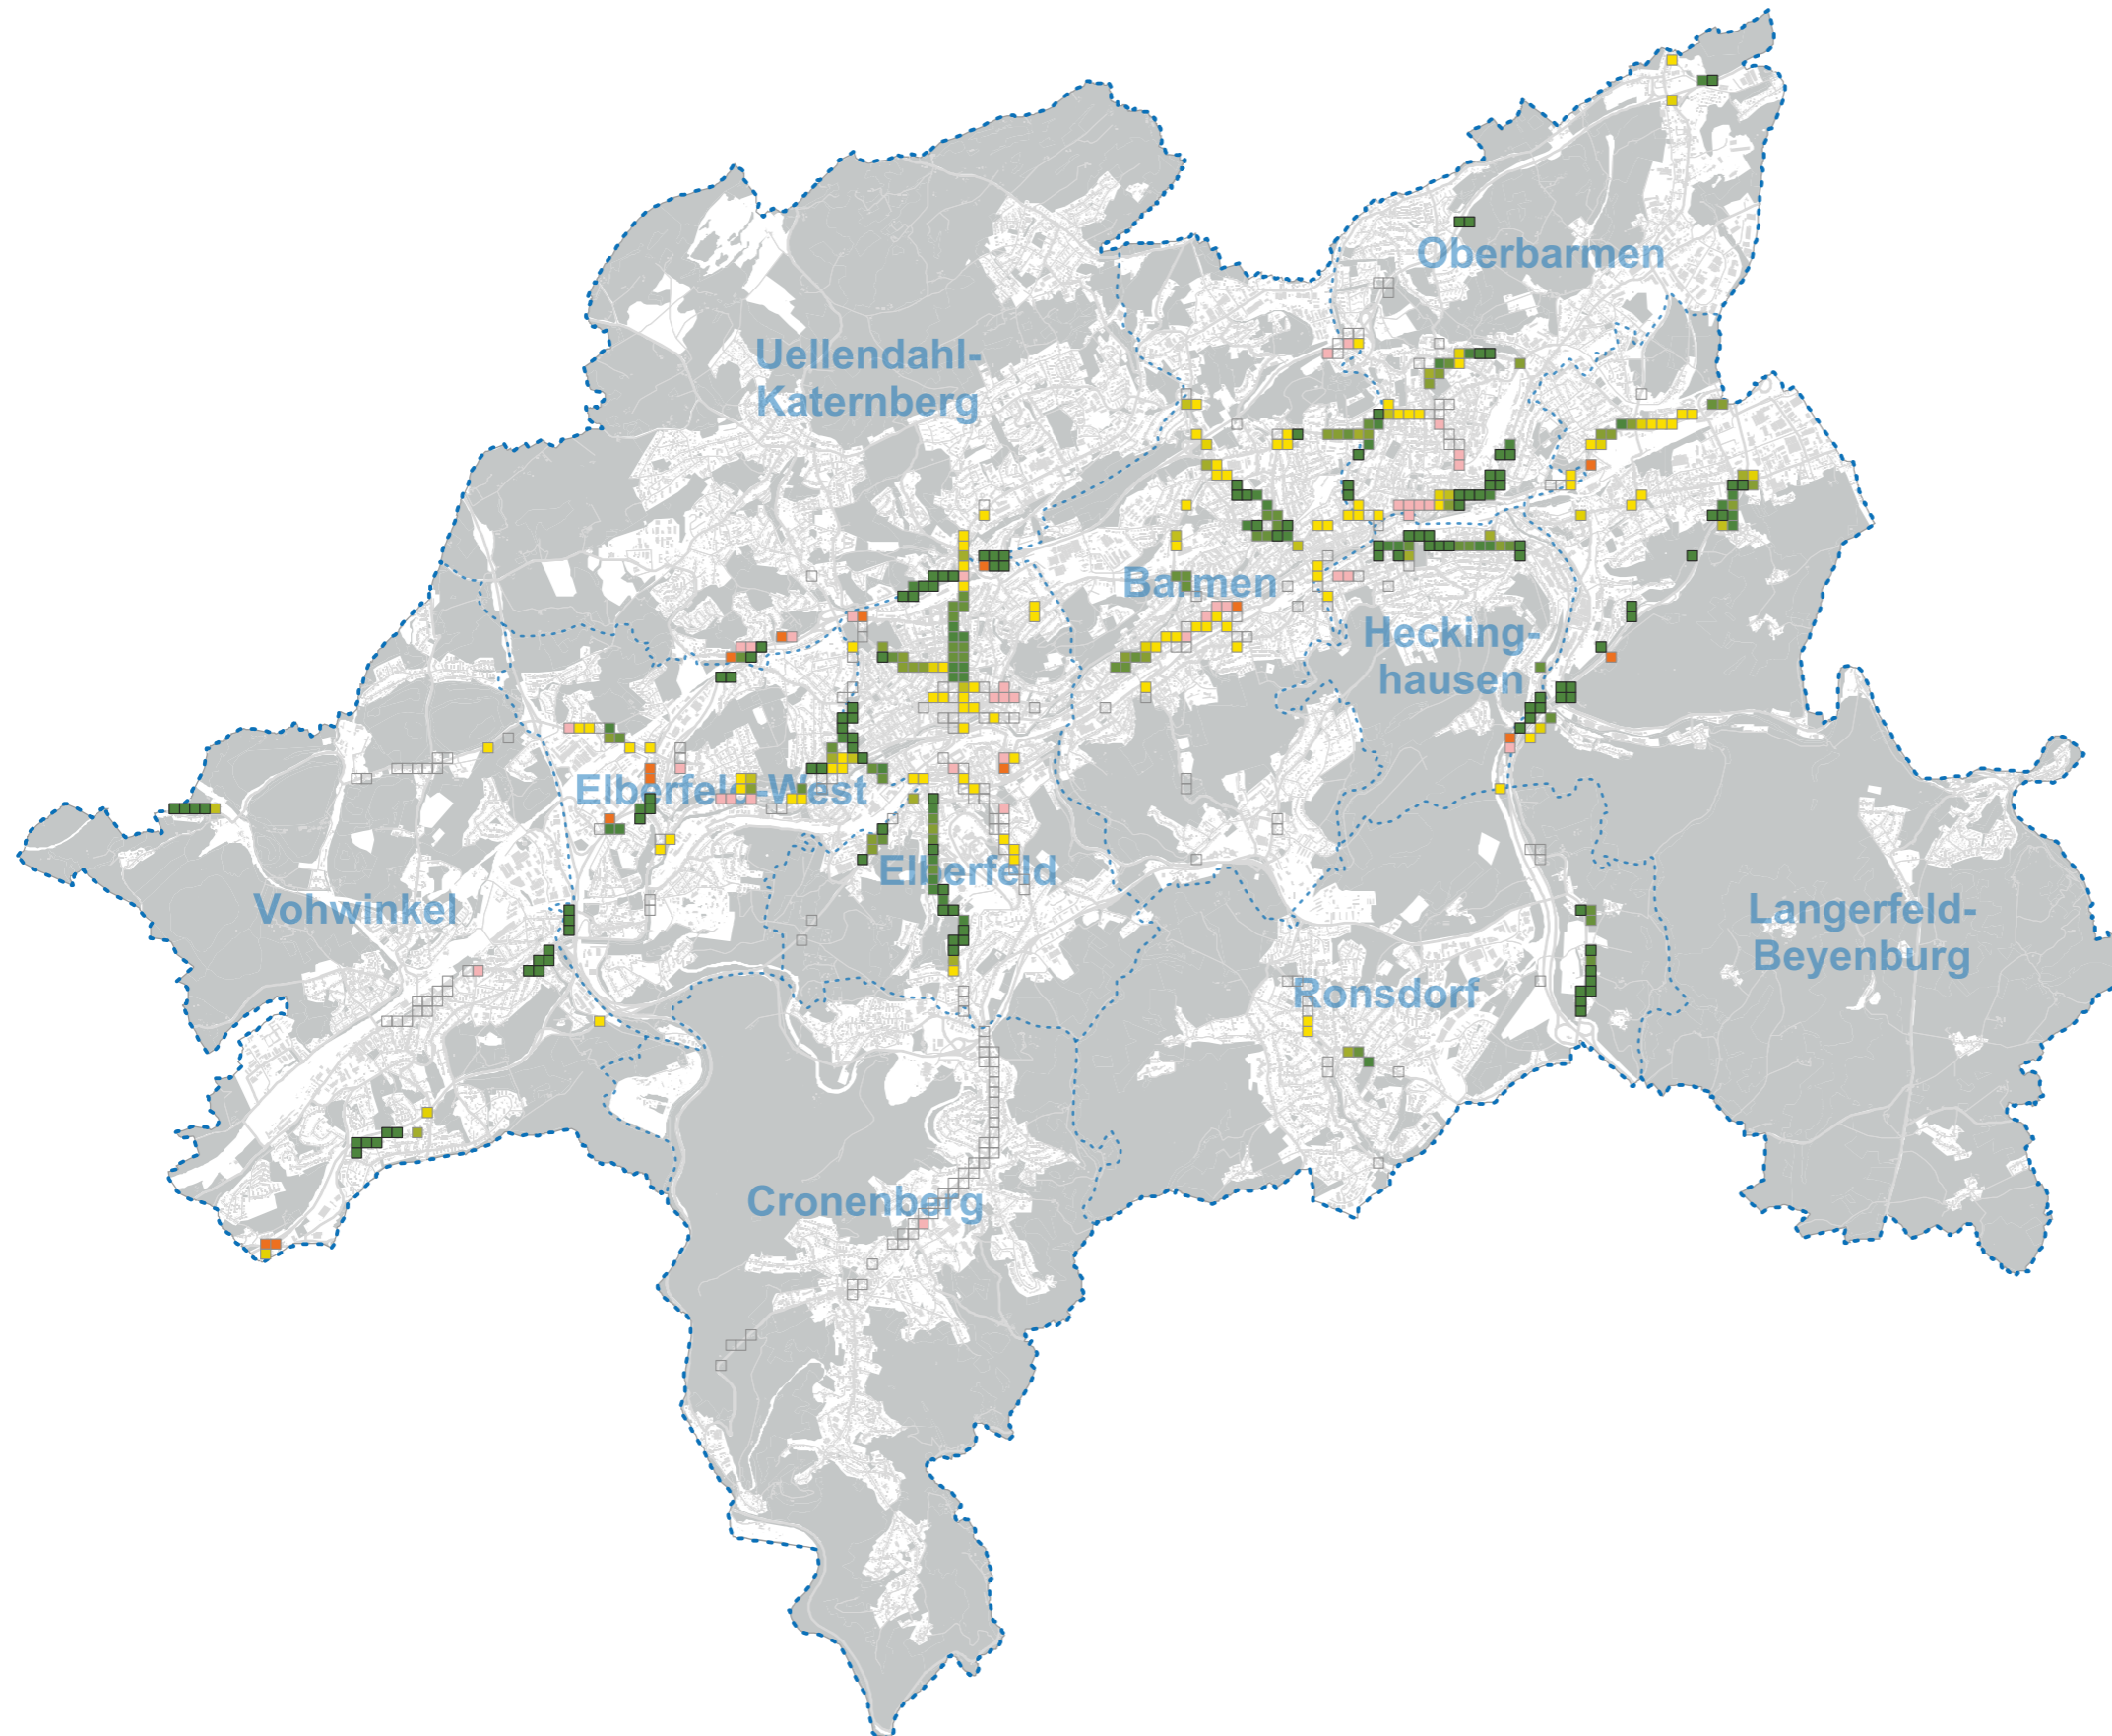 Oberbarmen
Uellendahl-
Katernberg
Barmen
Hecking-
hausen
Elberfeld-West
Elberfeld
Vohwinkel
Langerfeld-
Beyenburg
Ronsdorf
Cronenberg